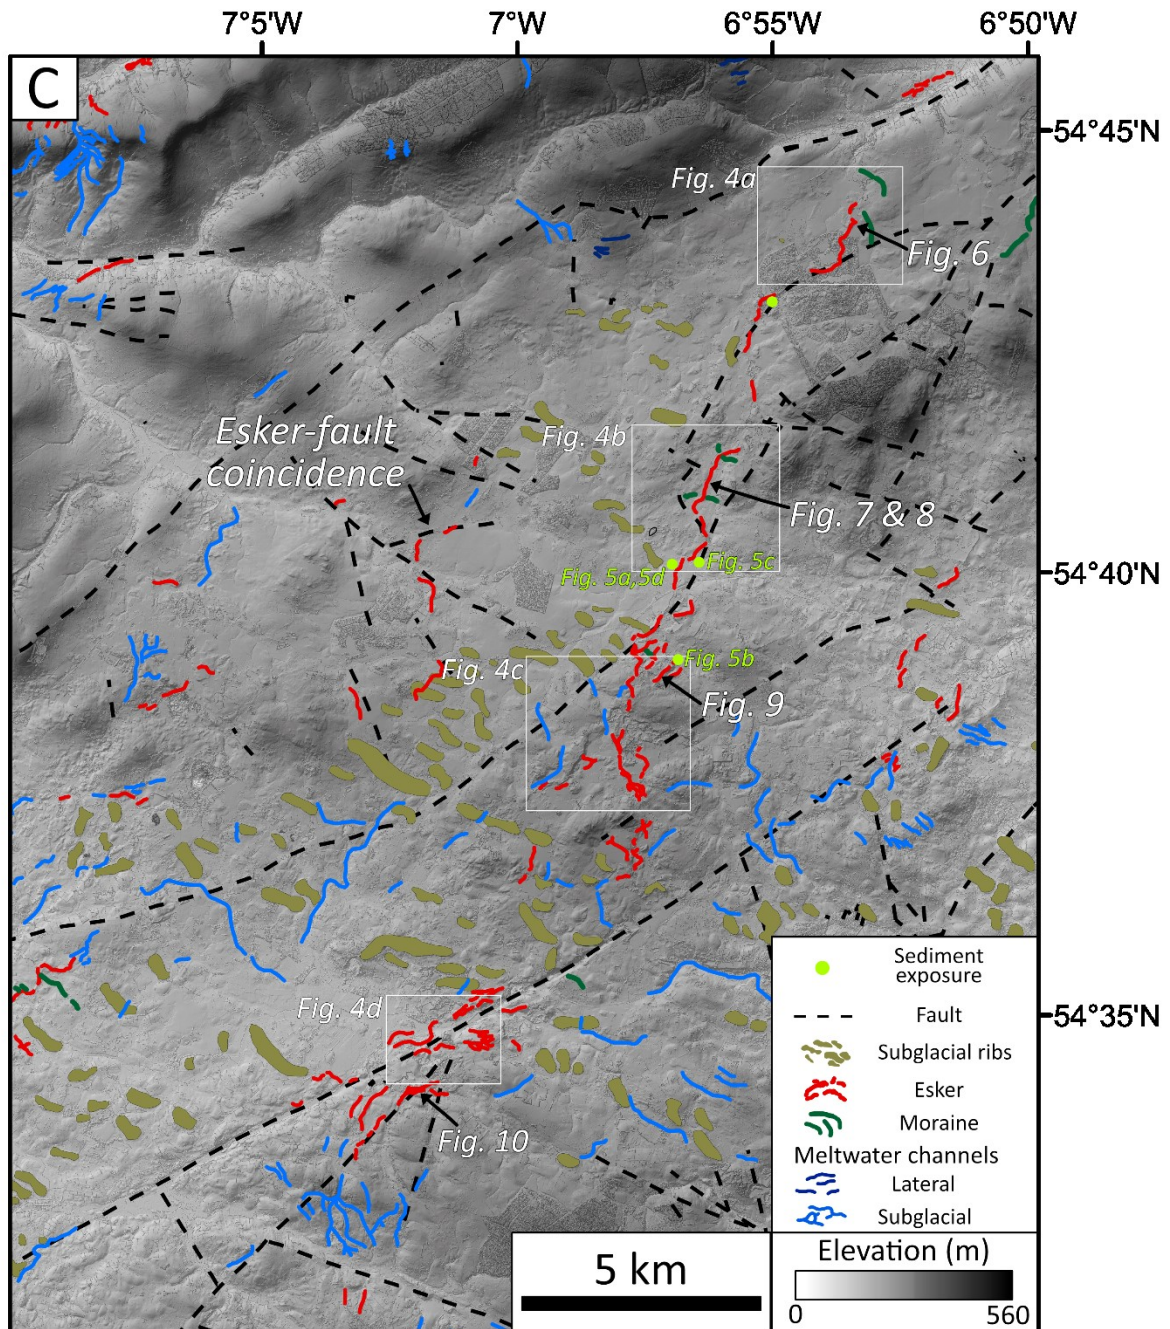 7°5'W
7°W
6°55'W
6°50'W
C
54°45'N
Fig. 4a
Fig. 6
Esker-fault
coincidence
Fig. 4b
Fig. 7 & 8
54°40'N
Fig. 5a,5d
Fig. 5c
Fig. 4c
Fig. 5b
Fig. 9
Fig. 4d
54°35'N
Fig. 10
Sediment
exposure
Fault
Subglacial ribs
Esker
Moraine
Meltwater channels
Lateral
Subglacial
5 km
Elevation (m)
0
560